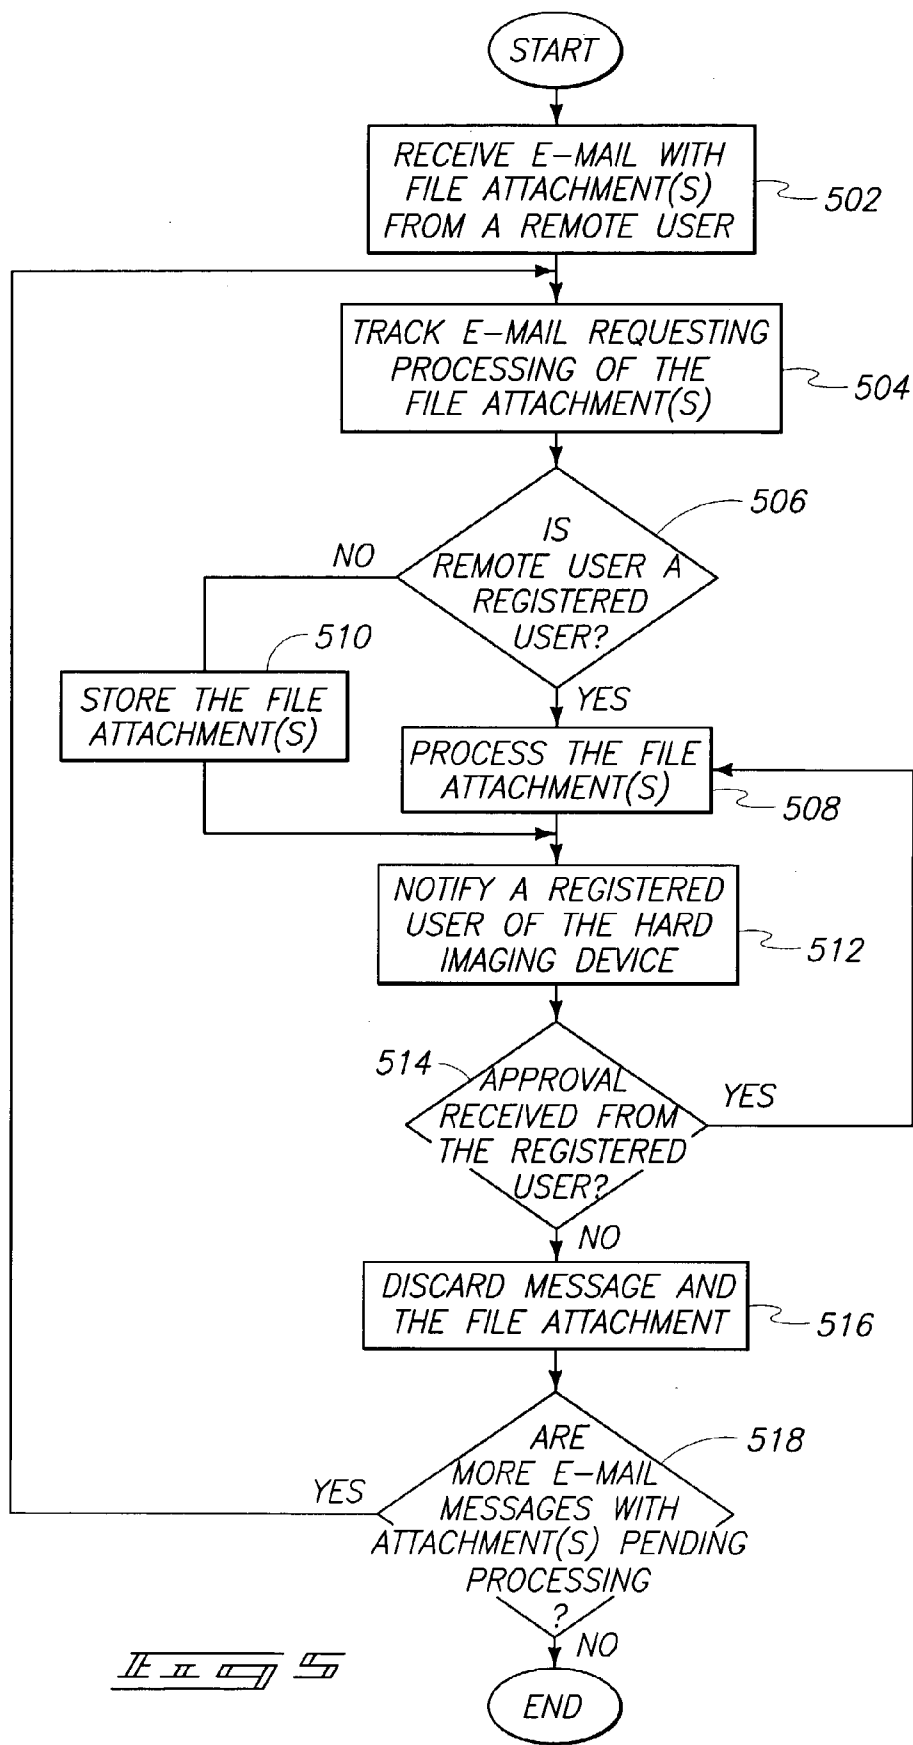 START
RECEIVE E-MAIL WITH
FILE ATTACHMENT(S)
FROM A REMOTE USER
502
TRACK E-MAIL REQUESTING
PROCESSING OF THE
FILE ATTACHMENT(S)
504
506
IS
REMOTE USER A
REGISTERED
USER?
NO
510
STORE THE FILE
ATTACHMENT(S)
YES
PROCESS THE FILE
ATTACHMENT(S)
508
NOTIFY A REGISTERED
USER OF THE HARD
IMAGING DEVICE
512
514
APPROVAL
RECEIVED FROM
THE REGISTERED
USER?
YES
NO
DISCARD MESSAGE AND
THE FILE ATTACHMENT
516
518
ARE
MORE E-MAIL
MESSAGES WITH
ATTACHMENT(S) PENDING
PROCESSING
?
YES
NO
END
FIG 5